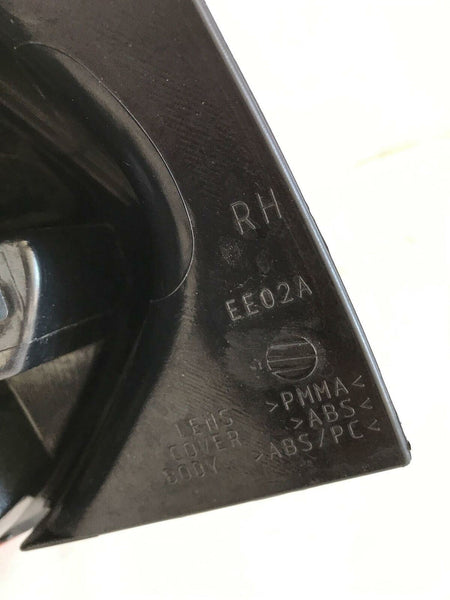 RH
EE02A
LENS >PMMA<
COVER >ABS<
BODY >ABS/PC<